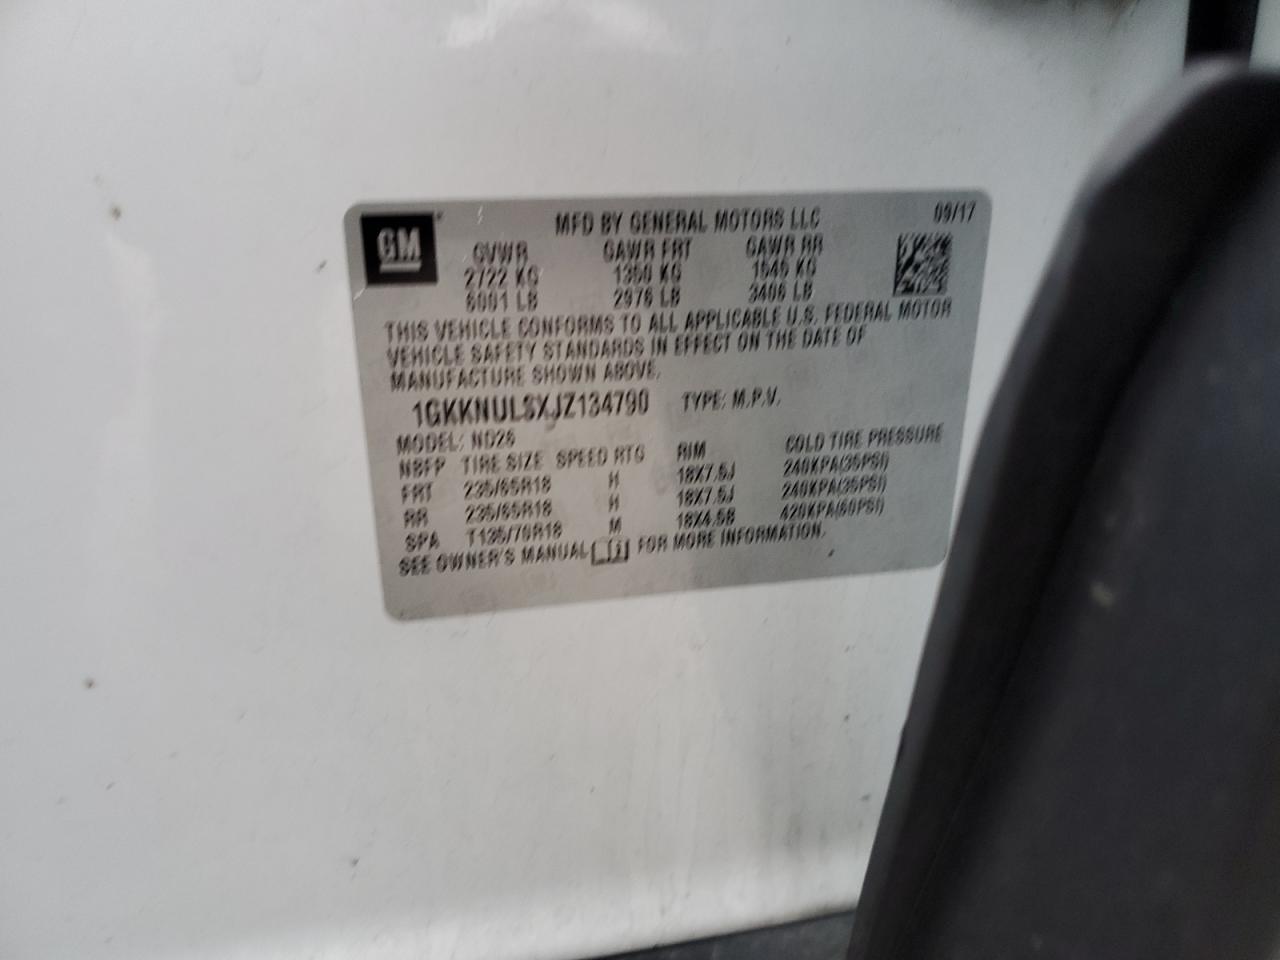 GM
MFD BY GENERAL MOTORS LLC 09/17
GVWR GAWR FRT GAWR RR
2722 KG 1350 KG 1545 KG
6001 LB 2976 LB 3406 LB
THIS VEHICLE CONFORMS TO ALL APPLICABLE U.S. FEDERAL MOTOR
VEHICLE SAFETY STANDARDS IN EFFECT ON THE DATE OF
MANUFACTURE SHOWN ABOVE.
1GKKNULSXJZ134790 TYPE: M.P.V.
MODEL:
NBFP TIRE SIZE SPEED RTG RIM COLD TIRE PRESSURE
FRT 235/65R18 H 18X7.5J 240KPA(35PSI)
RR 235/65R18 H 18X7.5J 240KPA(35PSI)
SPA T135/70R18 M 18X4.5B 420KPA(60PSI)
SEE OWNER'S MANUAL FOR MORE INFORMATION.